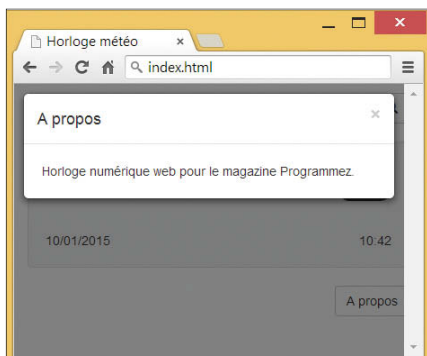 Horloge météo
index.html
A propos
Horloge numérique web pour le magazine Programmez.
10/01/2015 10:42
A propos